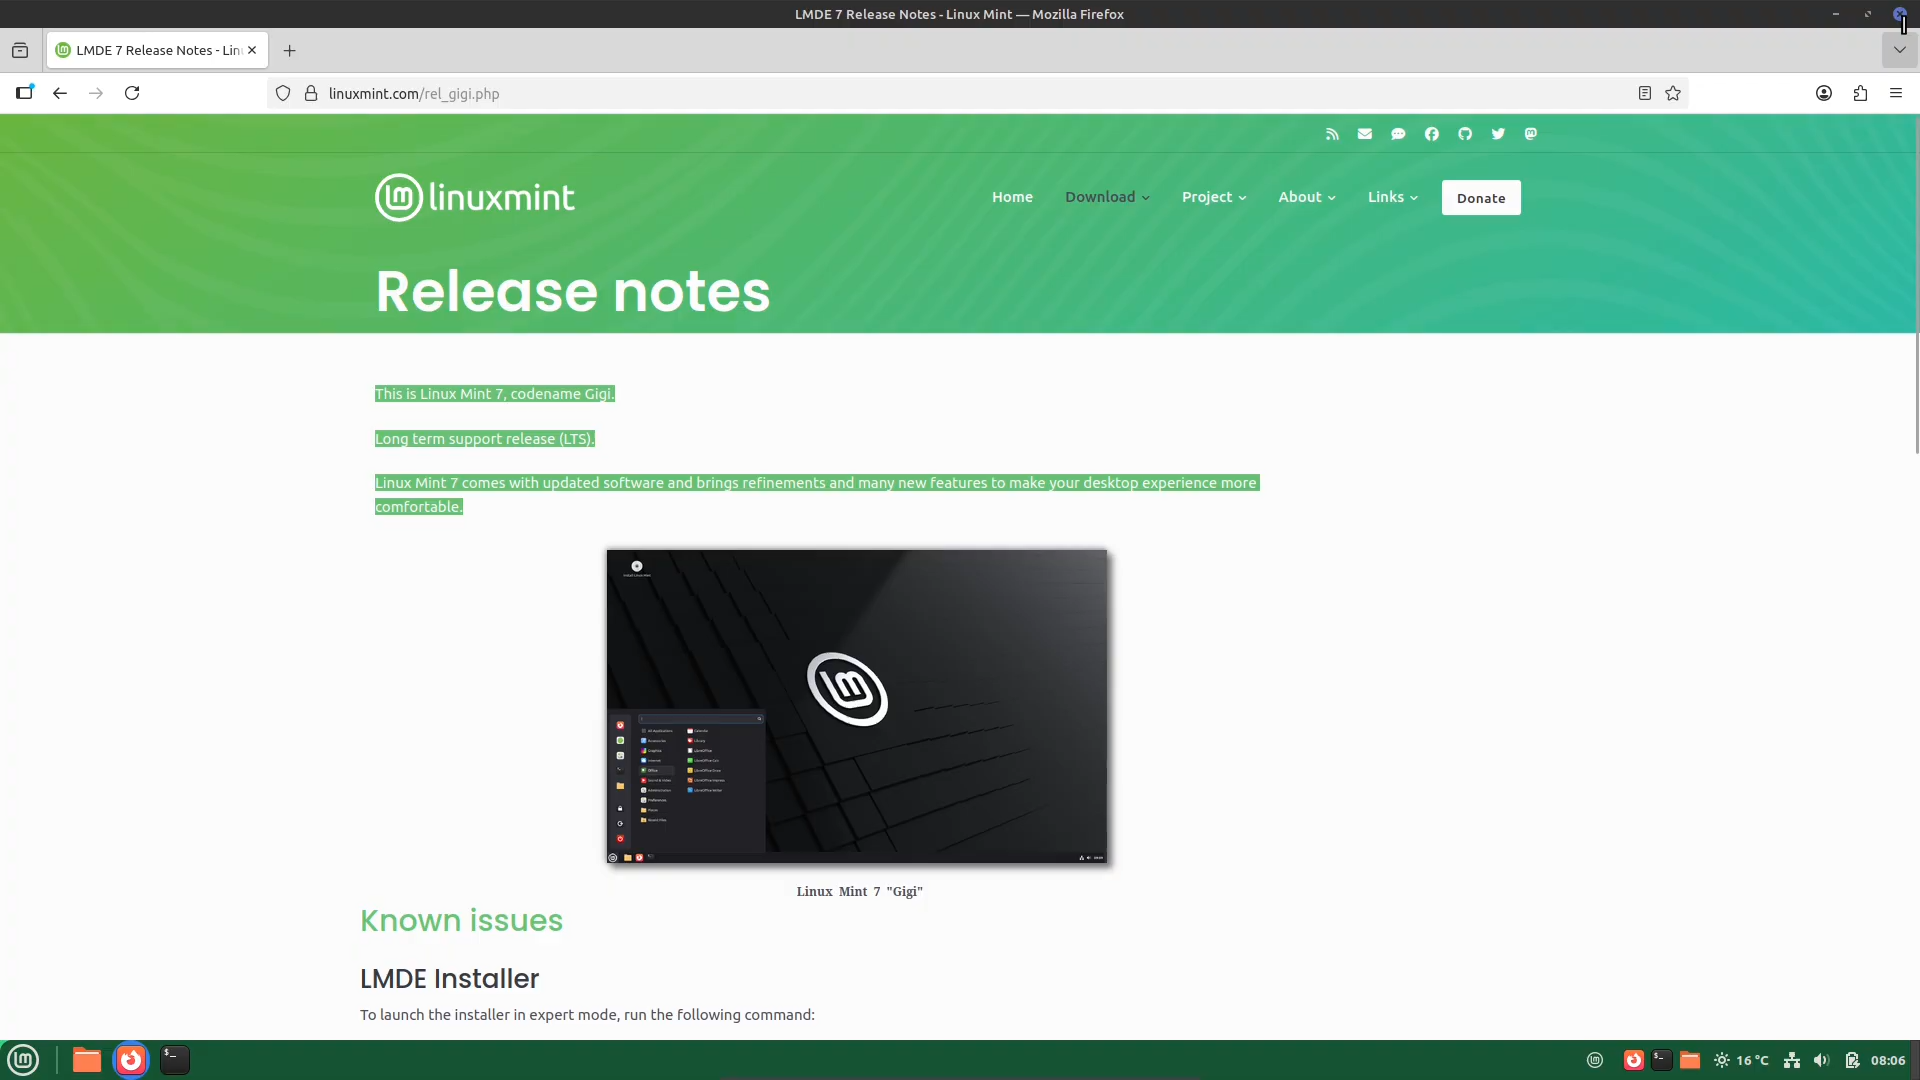 LMDE 7 Release Notes - Linux Mint — Mozilla Firefox
LMDE 7 Release Notes - Lin
linuxmint.com/rel_gigi.php
linuxmint
Home
Download
Project
About
Links
Donate
Release notes
This is Linux Mint 7, codename Gigi.
Long term support release (LTS).
Linux Mint 7 comes with updated software and brings refinements and many new features to make your desktop experience more
comfortable.
Linux Mint 7 "Gigi"
Known issues
LMDE Installer
To launch the installer in expert mode, run the following command:
16 °C
08:06